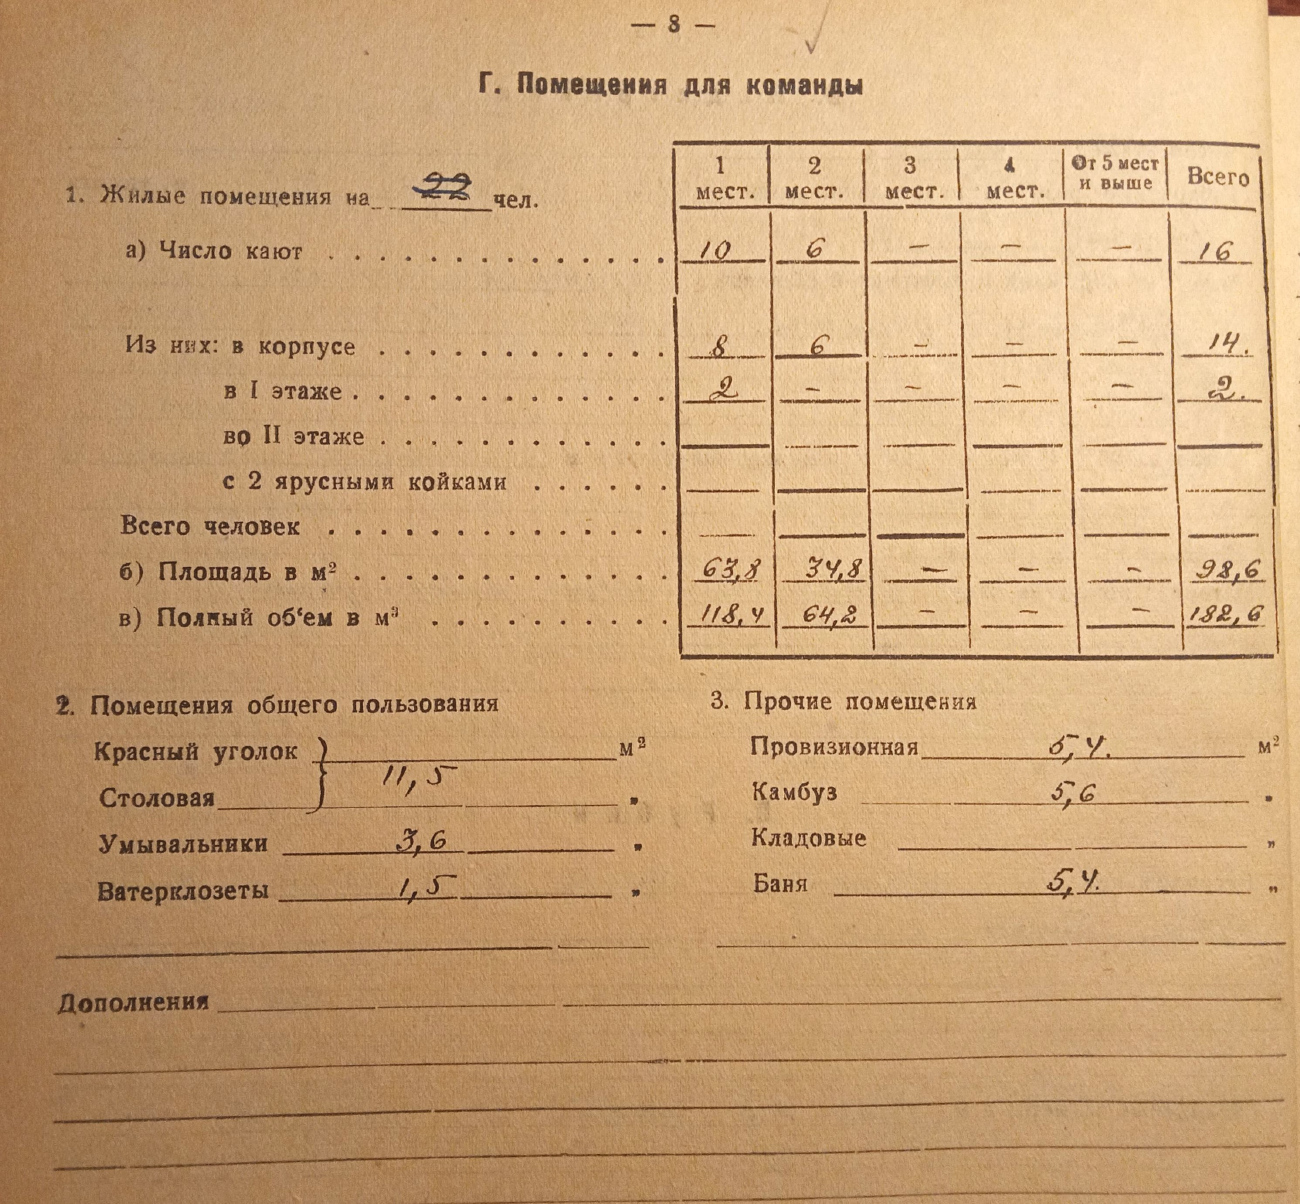 — 8 —
Г. Помещения для команды
1 мест. 2 мест. 3 мест. 4 мест. От 5 мест и выше Всего
1. Жилые помещения на 22 чел.
а) Число кают . . . . . . . . . . . . . . 10 6 — — — 16
Из них: в корпусе . . . . . . . . . . . . 8 6 — — — 14.
в I этаже . . . . . . . . . . . . . 2 — — — — 2.
во II этаже . . . . . . . . . . . .
с 2 ярусными койками . . . . . .
Всего человек . . . . . . . . . . . . . .
б) Площадь в м² . . . . . . . . . . . . . 63,8 34,8 — — — 98,6
в) Полный об‘ем в м³ . . . . . . . . . . 118,4 64,2 — — — 182,6
2. Помещения общего пользования
Красный уголок } м²
Столовая 11,5 „
Умывальники 3,6 „
Ватерклозеты 1,5 „
3. Прочие помещения
Провизионная 5,4. м²
Камбуз 5,6 „
Кладовые „
Баня 5,4. „
Дополнения